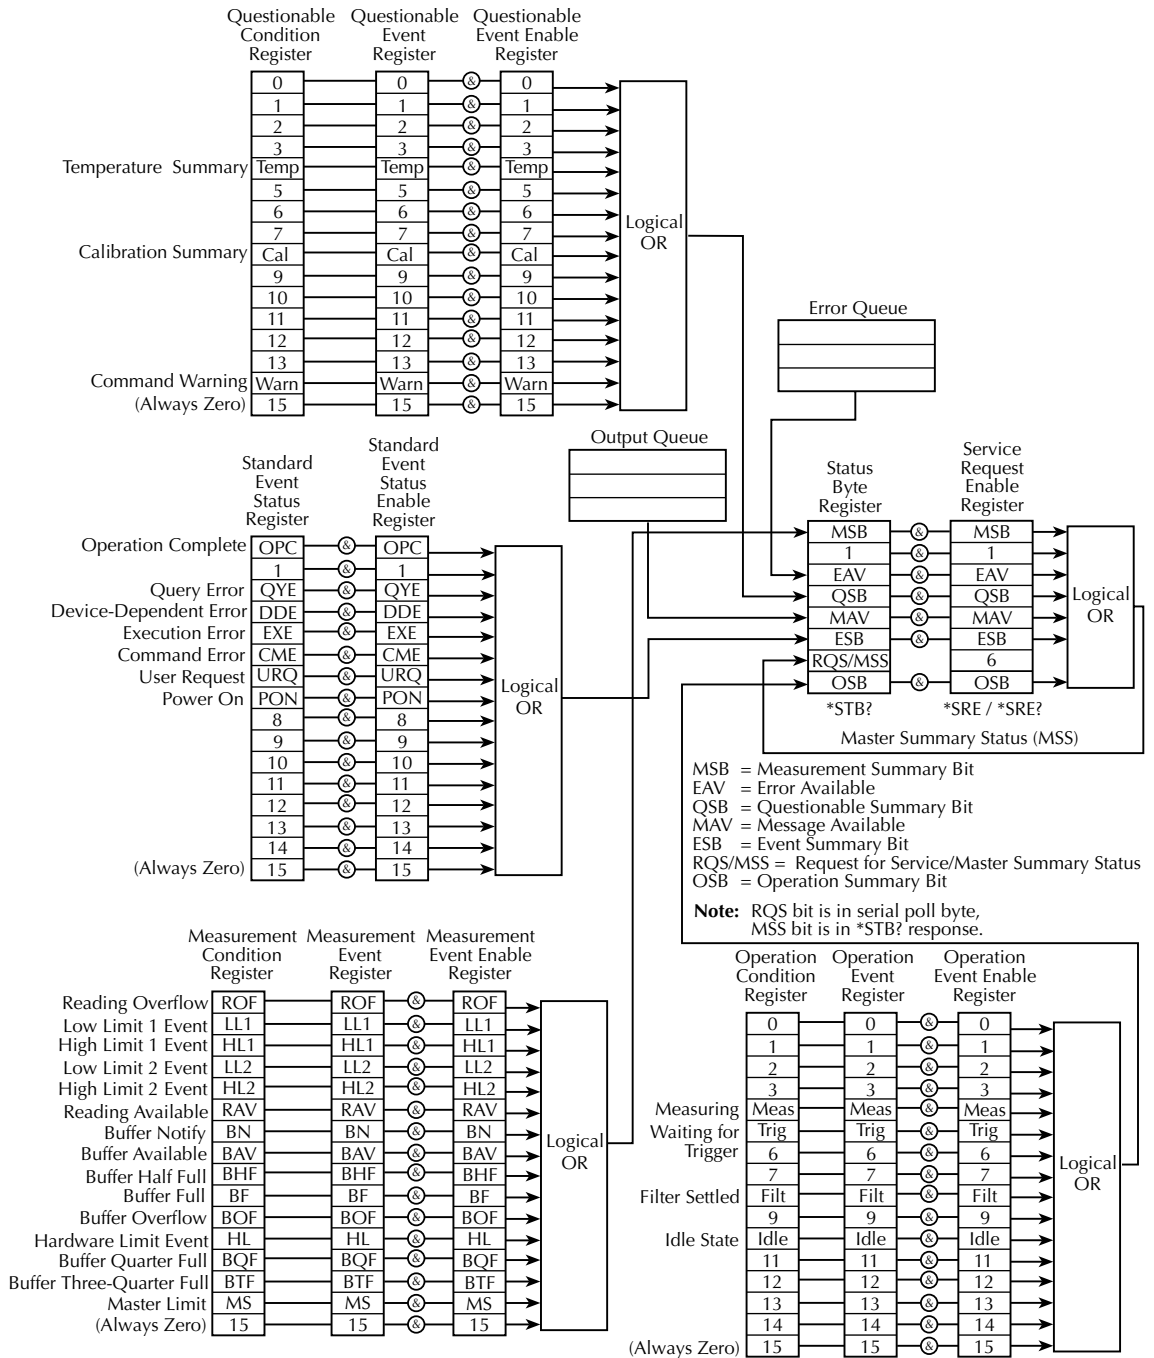 Questionable
Condition
Register
Questionable
Event
Register
Questionable
Event Enable
Register
0 & 0 & 0
1 1 & 1
2 2 & 2
3 3 & 3
Temperature Summary Temp Temp & Temp
5 5 & 5
6 6 & 6
7 7 & 7
Calibration Summary Cal Cal & Cal
9 9 & 9
10 10 & 10
11 11 & 11
12 12 & 12
13 13 & 13
Command Warning Warn Warn & Warn
(Always Zero) 15 15 & 15
Logical
OR
Error Queue
Output Queue
Standard
Event
Status
Register
Standard
Event
Status
Enable
Register
Operation Complete OPC & OPC
1 & 1
Query Error QYE & QYE
Device-Dependent Error DDE & DDE
Execution Error EXE & EXE
Command Error CME & CME
User Request URQ & URQ
Power On PON & PON
8 & 8
9 & 9
10 & 10
11 & 11
12 & 12
13 & 13
14 & 14
(Always Zero) 15 & 15
Logical
OR
Status
Byte
Register
Service
Request
Enable
Register
MSB & MSB
1 & 1
EAV & EAV
QSB & QSB
MAV & MAV
ESB & ESB
RQS/MSS 6
OSB & OSB
Logical
OR
*STB?
*SRE / *SRE?
Master Summary Status (MSS)
MSB = Measurement Summary Bit
EAV = Error Available
QSB = Questionable Summary Bit
MAV = Message Available
ESB = Event Summary Bit
RQS/MSS = Request for Service/Master Summary Status
OSB = Operation Summary Bit
Note: RQS bit is in serial poll byte,
MSS bit is in *STB? response.
Measurement
Condition
Register
Measurement
Event
Register
Measurement
Event Enable
Register
Reading Overflow ROF ROF & ROF
Low Limit 1 Event LL1 LL1 & LL1
High Limit 1 Event HL1 HL1 & HL1
Low Limit 2 Event LL2 LL2 & LL2
High Limit 2 Event HL2 HL2 & HL2
Reading Available RAV RAV & RAV
Buffer Notify BN BN & BN
Buffer Available BAV BAV & BAV
Buffer Half Full BHF BHF & BHF
Buffer Full BF BF & BF
Buffer Overflow BOF BOF & BOF
Hardware Limit Event HL HL & HL
Buffer Quarter Full BQF BQF & BQF
Buffer Three-Quarter Full BTF BTF & BTF
Master Limit MS MS & MS
(Always Zero) 15 15 & 15
Logical
OR
Operation
Condition
Register
Operation
Event
Register
Operation
Event Enable
Register
0 0 & 0
1 1 & 1
2 2 & 2
3 3 & 3
Measuring Meas Meas & Meas
Waiting for Trig Trig & Trig
Trigger 6 6 & 6
7 7 & 7
Filter Settled Filt Filt & Filt
9 9 & 9
Idle State Idle Idle & Idle
11 11 & 11
12 12 & 12
13 13 & 13
14 14 & 14
(Always Zero) 15 15 & 15
Logical
OR